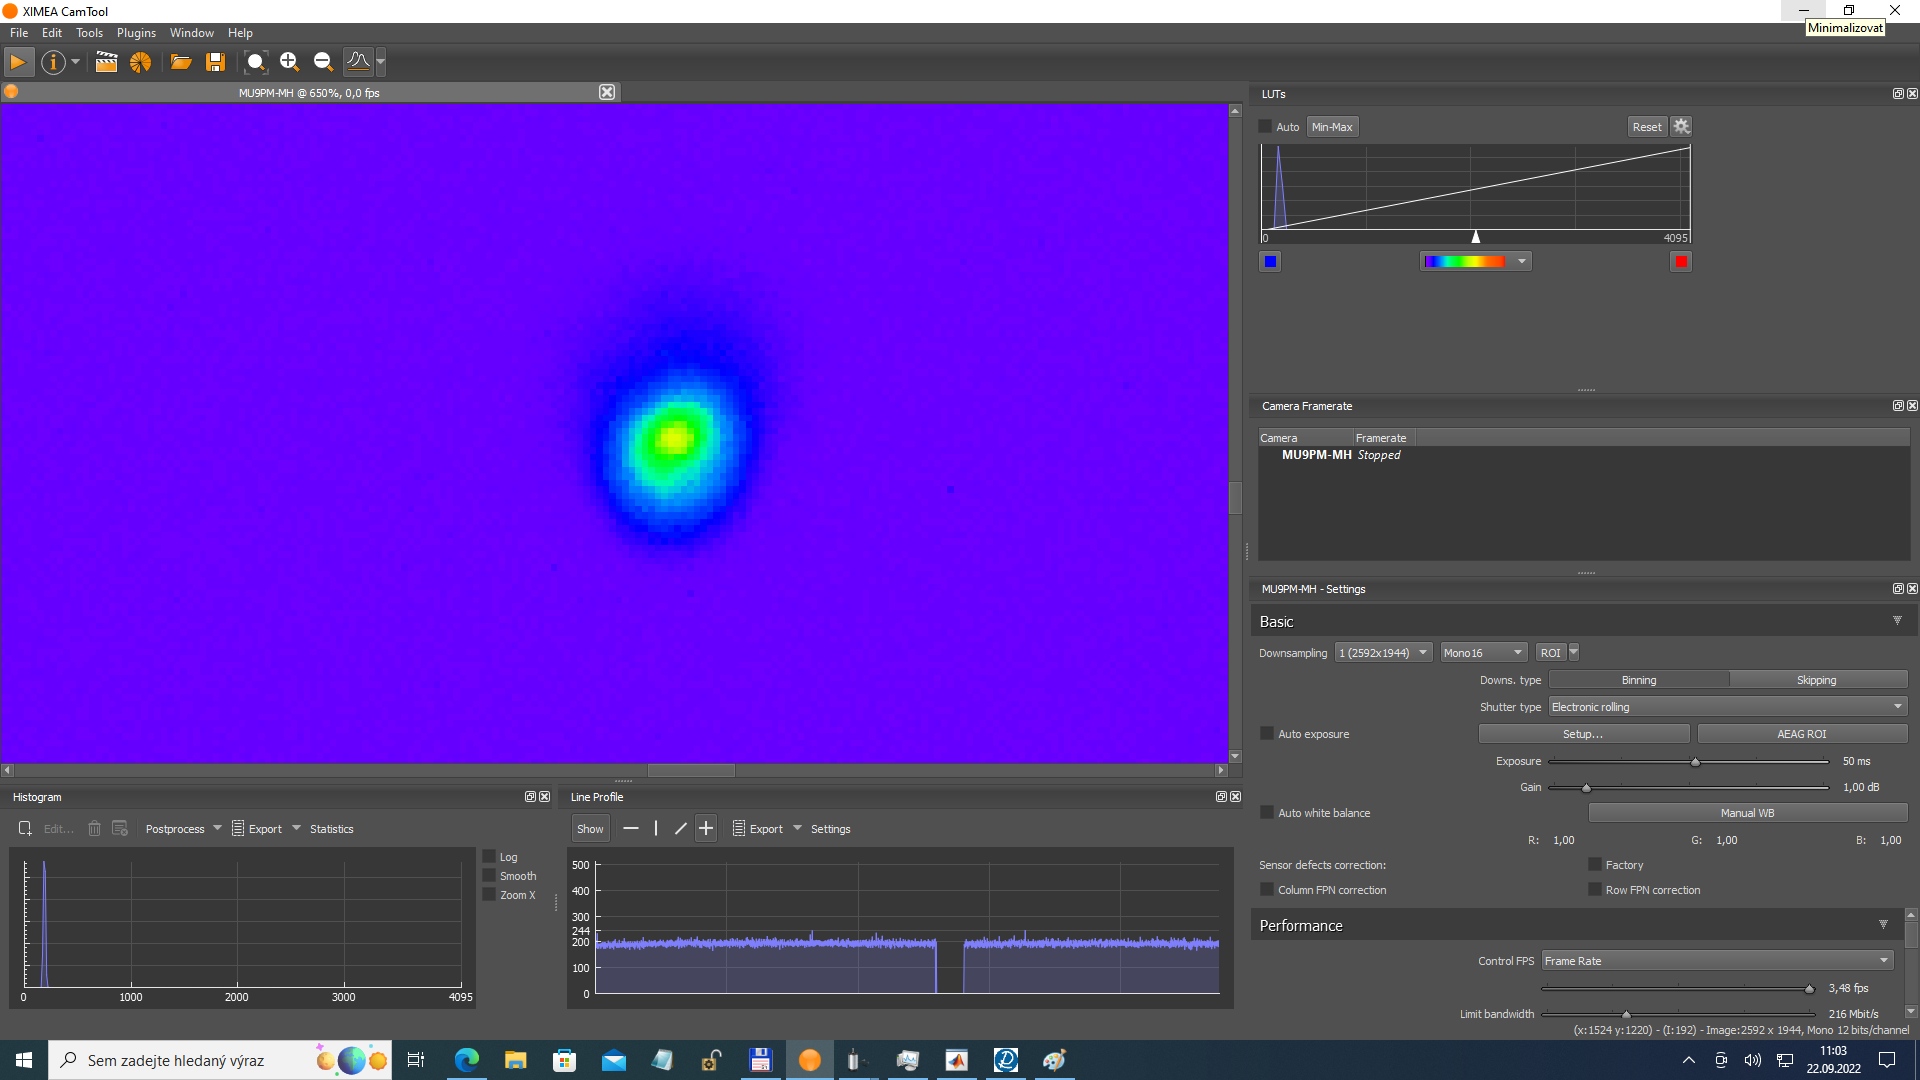 XIMEA CamTool
Minimalizovat
File Edit Tools Plugins Window Help
MU9PM-MH @ 650%, 0,0 fps
LUTs
Auto Min-Max Reset
0 4095
Camera Framerate
Camera Framerate
MU9PM-MH Stopped
MU9PM-MH - Settings
Basic
Downsampling 1 (2592x1944) Mono16 ROI
Downs. type Binning Skipping
Shutter type Electronic rolling
Auto exposure Setup... AEAG ROI
Exposure 50 ms
Gain 1,00 dB
Auto white balance Manual WB
R: 1,00 G: 1,00 B: 1,00
Sensor defects correction: Factory
Column FPN correction Row FPN correction
Performance
Control FPS Frame Rate
3,48 fps
Limit bandwidth 216 Mbit/s
Histogram
Edit... Postprocess Export Statistics
Log
Smooth
Zoom X
0 1000 2000 3000 4095
Line Profile
Show Export Settings
500
400
300
244
200
100
0
(x:1524 y:1220) - (I:192) - Image:2592 x 1944, Mono 12 bits/channel
Sem zadejte hledaný výraz
11:03
22.09.2022